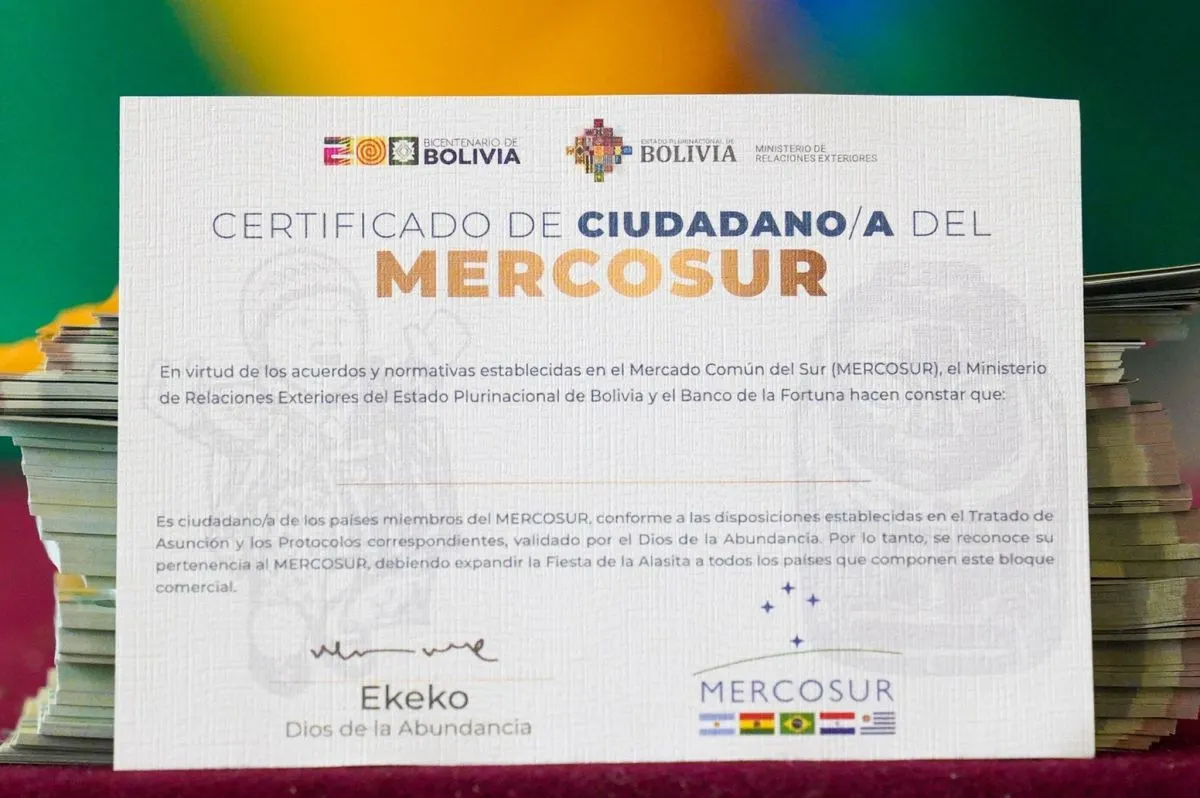 BICENTENARIO DE
BOLIVIA
ESTADO PLURINACIONAL DE
BOLIVIA
MINISTERIO DE
RELACIONES EXTERIORES
CERTIFICADO DE CIUDADANO/A DEL
MERCOSUR
En virtud de los acuerdos y normativas establecidas en el Mercado Común del Sur (MERCOSUR), el Ministerio
de Relaciones Exteriores del Estado Plurinacional de Bolivia y el Banco de la Fortuna hacen constar que:
Es ciudadano/a de los países miembros del MERCOSUR, conforme a las disposiciones establecidas en el Tratado de
Asunción y los Protocolos correspondientes, validado por el Dios de la Abundancia. Por lo tanto, se reconoce su
pertenencia al MERCOSUR, debiendo expandir la Fiesta de la Alasita a todos los países que componen este bloque
comercial.
Ekeko
Dios de la Abundancia
MERCOSUR